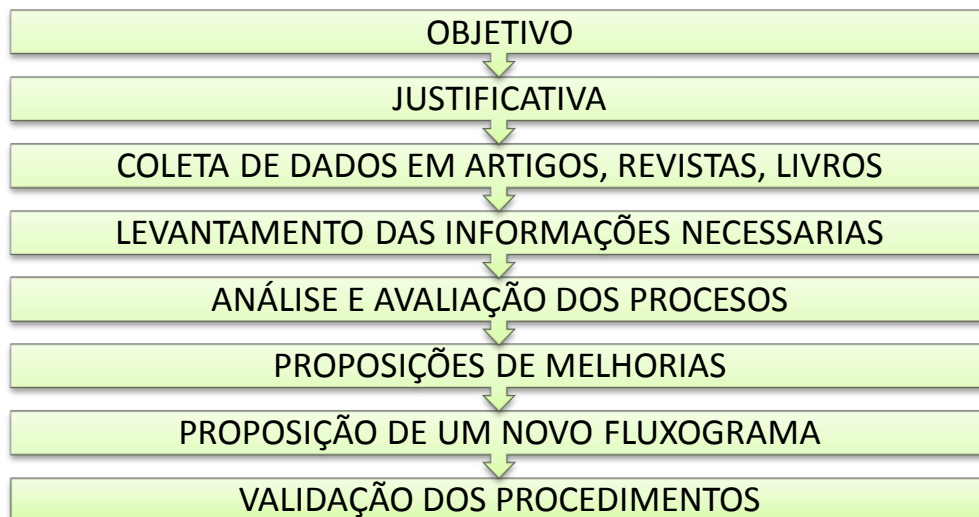 OBJETIVO
JUSTIFICATIVA
COLETA DE DADOS EM ARTIGOS, REVISTAS, LIVROS
LEVANTAMENTO DAS INFORMAÇÕES NECESSARIAS
ANÁLISE E AVALIAÇÃO DOS PROCESOS
PROPOSIÇÕES DE MELHORIAS
PROPOSIÇÃO DE UM NOVO FLUXOGRAMA
VALIDAÇÃO DOS PROCEDIMENTOS